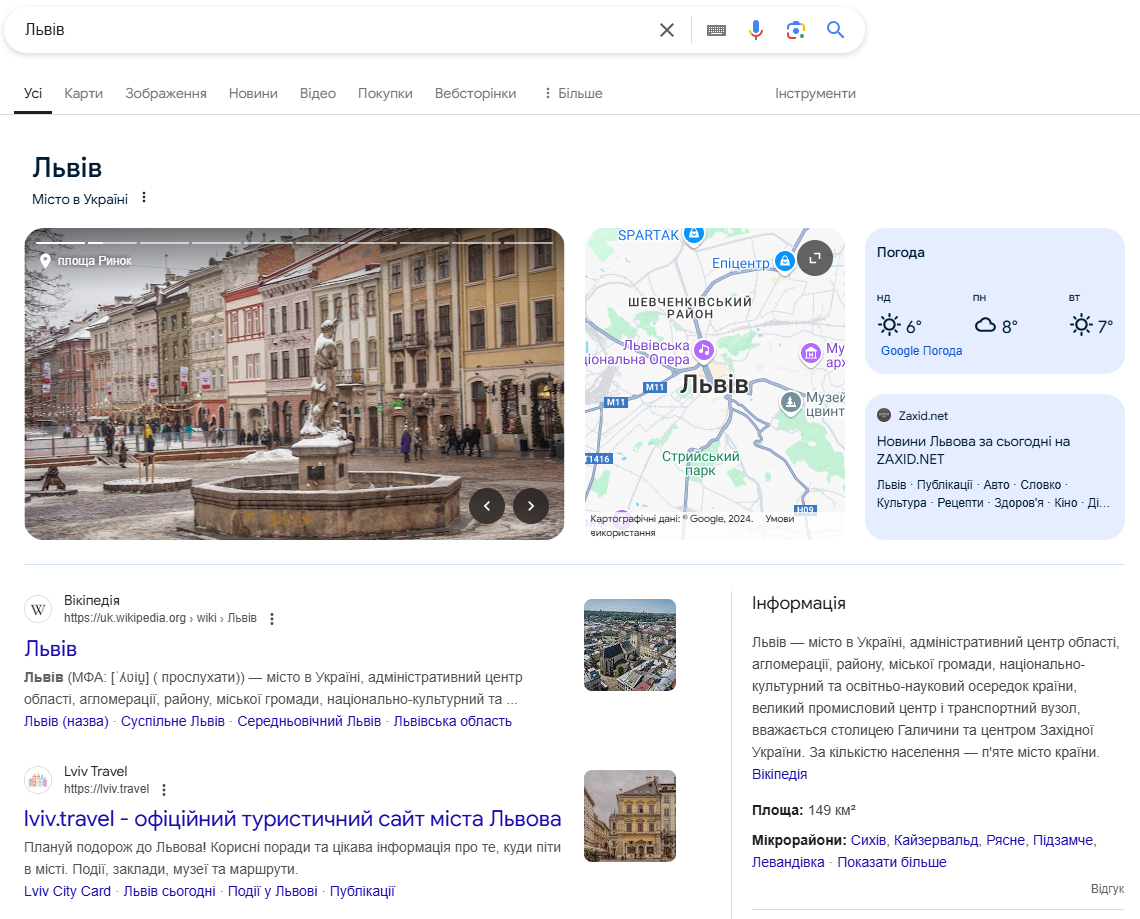 Львів
Усі Карти Зображення Новини Відео Покупки Вебсторінки Більше Інструменти
Львів
Місто в Україні
площа Ринок
SPARTAK
Епіцентр
ШЕВЧЕНКІВСЬКИЙ
РАЙОН
Львівська
ціональна Опера
Му
арх
M11
Львів
M11
Музей
цвинт
T1416
Стрийський
парк
H09
Картографічні дані: © Google, 2024. Умови
використання
Погода
нд пн вт
6° 8° 7°
Google Погода
Zaxid.net
Новини Львова за сьогодні на
ZAXID.NET
Львів · Публікації · Авто · Словко ·
Культура · Рецепти · Здоров'я · Кіно · Ді...
W
Вікіпедія
https://uk.wikipedia.org › wiki › Львів
Львів
Львів (МФА: [ˈʎʋiu̯] ( прослухати)) — місто в Україні, адміністративний центр
області, агломерації, району, міської громади, національно-культурний та ...
Львів (назва) · Суспільне Львів · Середньовічний Львів · Львівська область
Lviv Travel
https://lviv.travel
lviv.travel - офіційний туристичний сайт міста Львова
Плануй подорож до Львова! Корисні поради та цікава інформація про те, куди піти
в місті. Події, заклади, музеї та маршрути.
Lviv City Card · Львів сьогодні · Події у Львові · Публікації
Інформація
Львів — місто в Україні, адміністративний центр області,
агломерації, району, міської громади, національно-
культурний та освітньо-науковий осередок країни,
великий промисловий центр і транспортний вузол,
вважається столицею Галичини та центром Західної
України. За кількістю населення — п'яте місто країни.
Вікіпедія
Площа: 149 км²
Мікрорайони: Сихів, Кайзервальд, Рясне, Підзамче,
Левандівка · Показати більше
Відгук